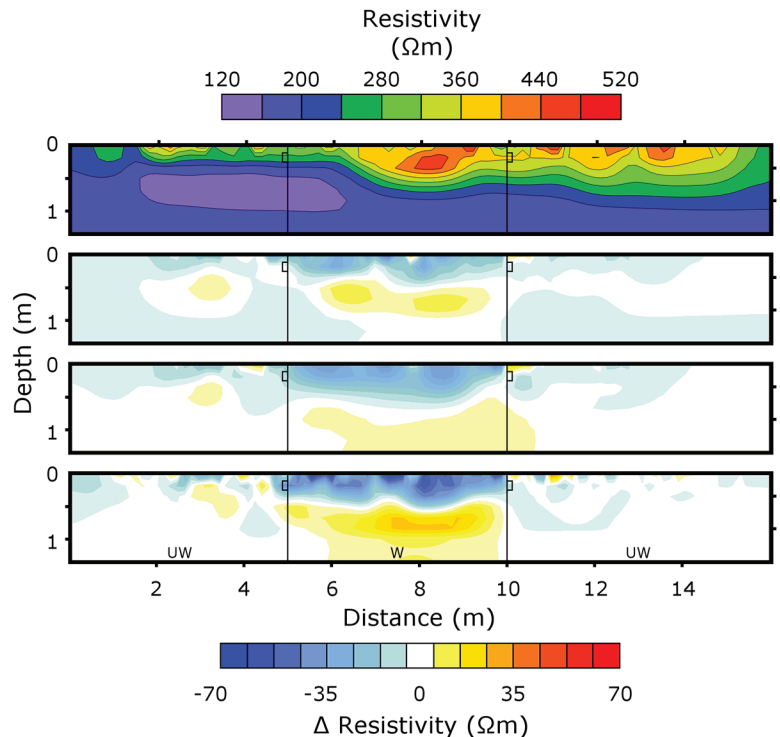 Resistivity
(Ωm)
120 200 280 360 440 520
0
1
0
1
0
1
0
1
Depth (m)
UW W UW
2 4 6 8 10 12 14
Distance (m)
-70 -35 0 35 70
Δ Resistivity (Ωm)